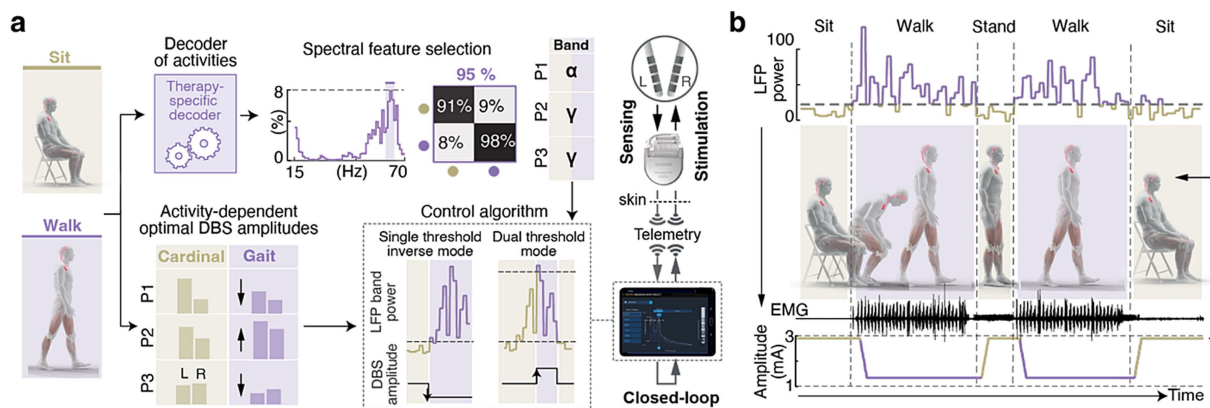 a
Sit
Walk
Decoder
of activities
Therapy-
specific
decoder
Spectral feature selection
8
(%)
15
(Hz)
70
95 %
91%
9%
8%
98%
Band
P1
α
P2
γ
P3
γ
Activity-dependent
optimal DBS amplitudes
Cardinal
Gait
P1
P2
P3
L R
Control algorithm
Single threshold
inverse mode
Dual threshold
mode
LFP band
power
DBS
amplitude
L
R
Sensing
Stimulation
skin
Telemetry
Closed-loop
b
Sit
Walk
Stand
Walk
Sit
LFP
power
100
0
EMG
Amplitude
(mA)
3
1
Time